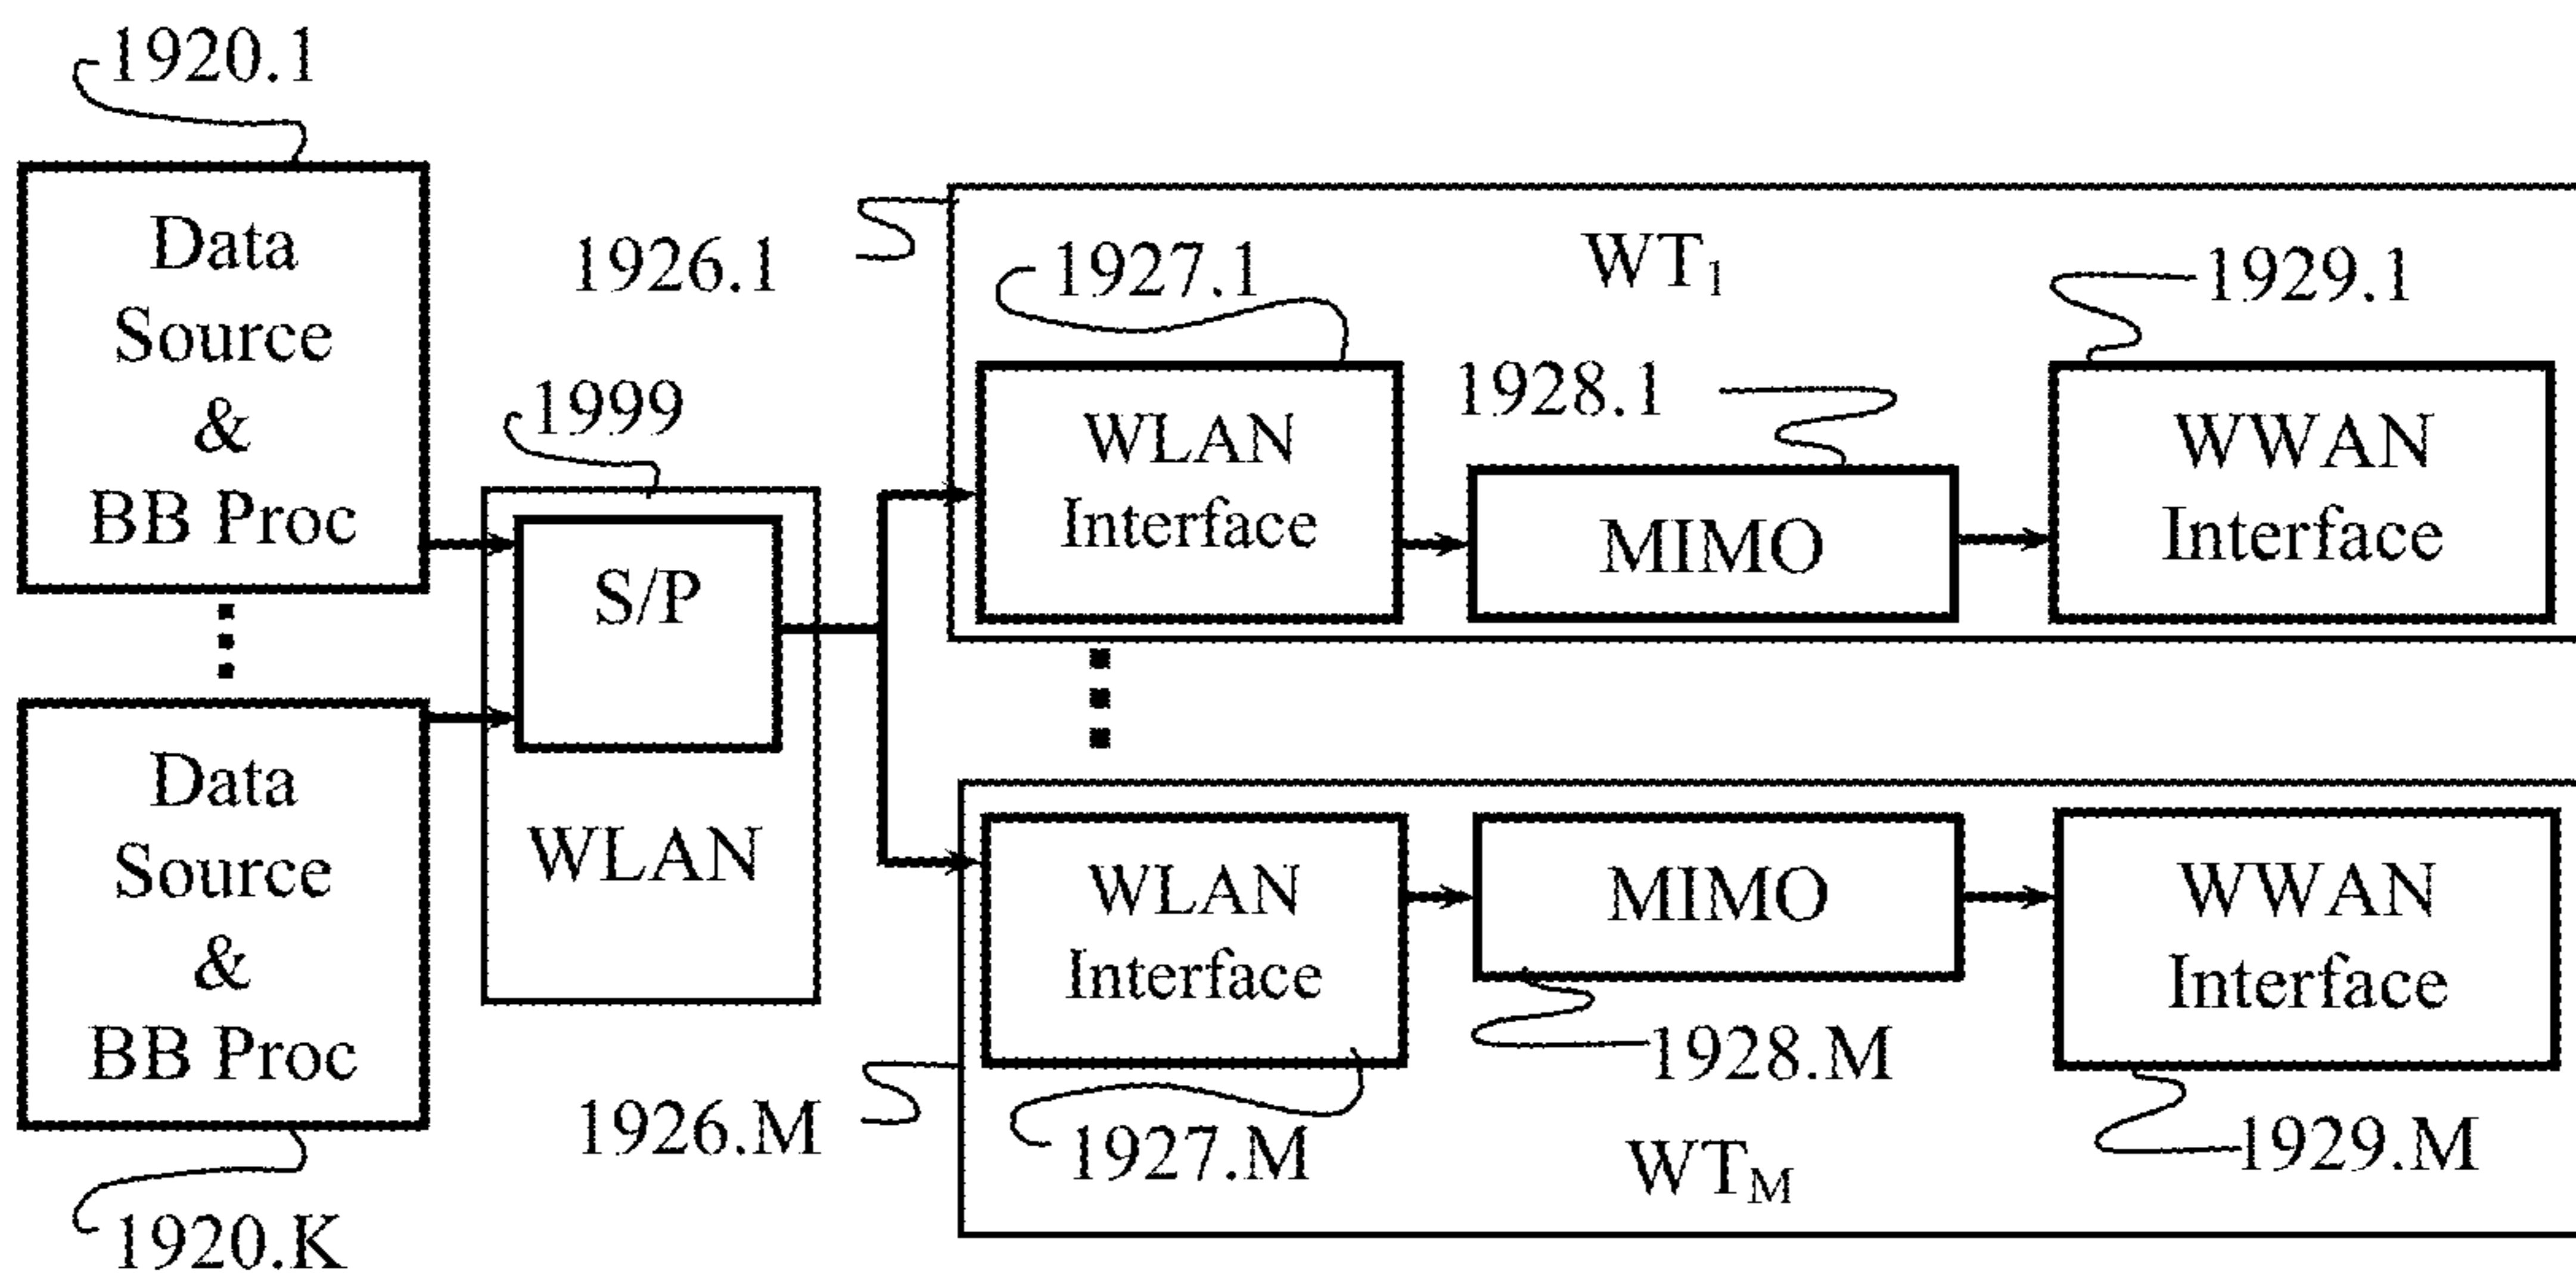 1920.1
Data
Source
&
BB Proc
1999
S/P
WLAN
Data
Source
&
BB Proc
1920.K
1926.1
WT1
1927.1
WLAN
Interface
1928.1
MIMO
1929.1
WWAN
Interface
1926.M
WLAN
Interface
1927.M
MIMO
1928.M
WWAN
Interface
1929.M
WTM